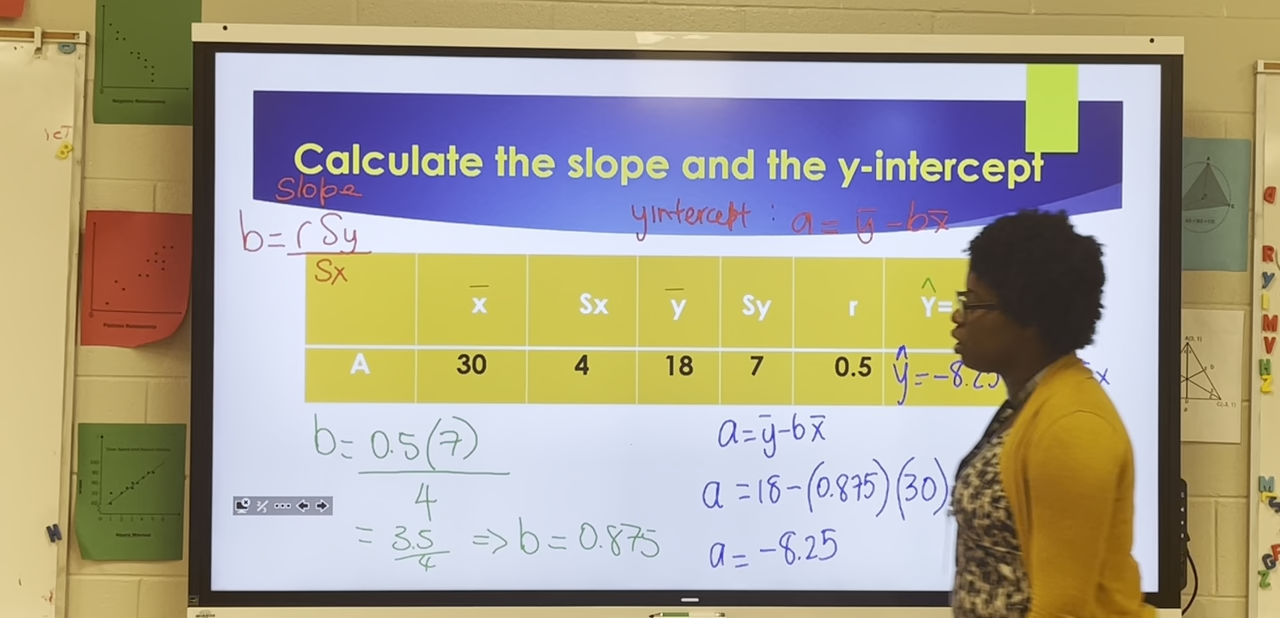 Calculate the slope and the y-intercept
Slope
b = r Sy
Sx
y intercept : a = ȳ - bx̄
x̄ Sx ȳ Sy r Ŷ=
A 30 4 18 7 0.5 ŷ = -8.25 x
b = 0.5(7)
4
= 3.5
4
⇒ b = 0.875
a = ȳ - bx̄
a = 18 - (0.875)(30)
a = -8.25